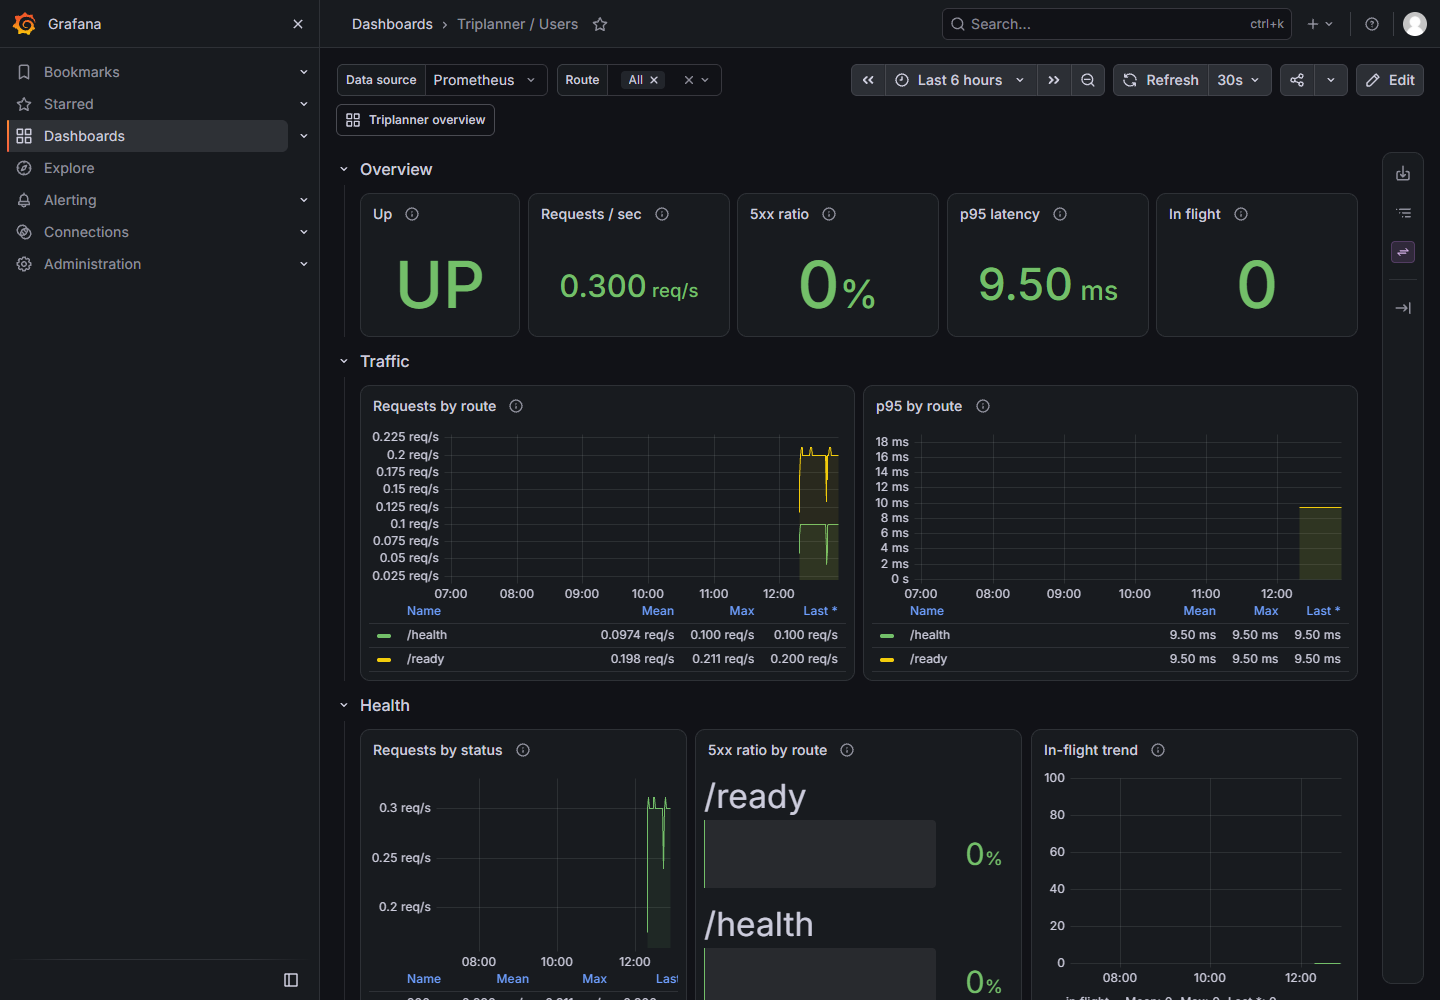 Grafana
Dashboards › Triplanner / Users
Search...
ctrl+k
Bookmarks
Starred
Dashboards
Explore
Alerting
Connections
Administration
Data source Prometheus
Route All
Last 6 hours
Refresh 30s
Edit
Triplanner overview
Overview
Up
UP
Requests / sec
0.300 req/s
5xx ratio
0%
p95 latency
9.50 ms
In flight
0
Traffic
Requests by route
0.225 req/s
0.2 req/s
0.175 req/s
0.15 req/s
0.125 req/s
0.1 req/s
0.075 req/s
0.05 req/s
0.025 req/s
07:00 08:00 09:00 10:00 11:00 12:00
Name Mean Max Last *
/health 0.0974 req/s 0.100 req/s 0.100 req/s
/ready 0.198 req/s 0.211 req/s 0.200 req/s
p95 by route
18 ms
16 ms
14 ms
12 ms
10 ms
8 ms
6 ms
4 ms
2 ms
0 s
07:00 08:00 09:00 10:00 11:00 12:00
Name Mean Max Last *
/health 9.50 ms 9.50 ms 9.50 ms
/ready 9.50 ms 9.50 ms 9.50 ms
Health
Requests by status
0.3 req/s
0.25 req/s
0.2 req/s
08:00 10:00 12:00
Name Mean Max Last
5xx ratio by route
/ready
0%
/health
0%
In-flight trend
100
80
60
40
20
0
08:00 10:00 12:00